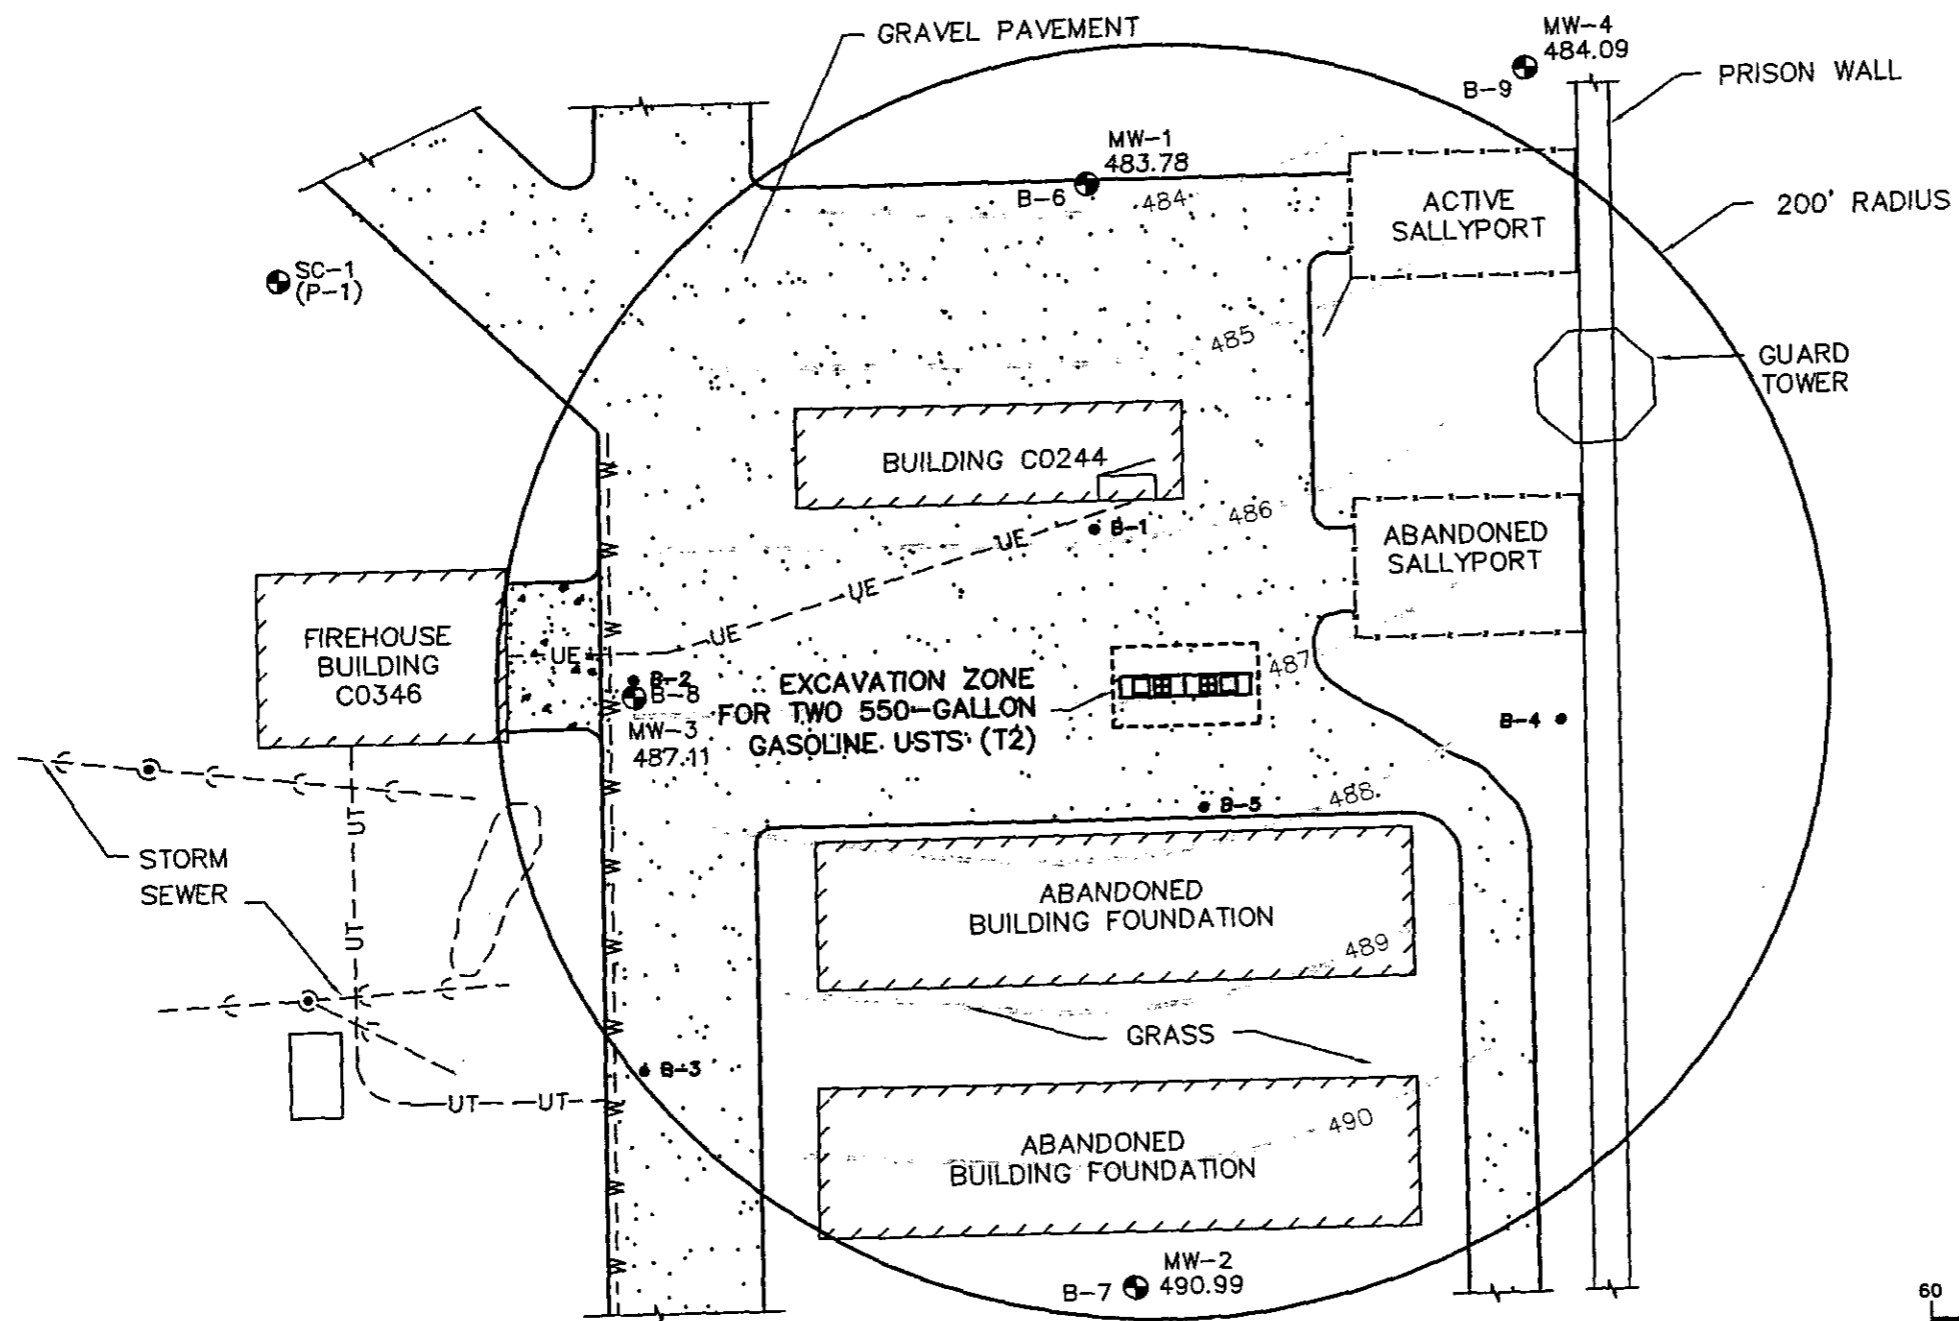 GRAVEL PAVEMENT
MW-4
484.09
B-9
PRISON WALL
MW-1
483.78
B-6
484
ACTIVE
SALLYPORT
200' RADIUS
SC-1
(P-1)
485
GUARD
TOWER
BUILDING C0244
486
B-1
UE
UE
UE
UE
ABANDONED
SALLYPORT
FIREHOUSE
BUILDING
C0346
B-2
B-8
MW-3
487.11
EXCAVATION ZONE
FOR TWO 550-GALLON
GASOLINE USTS (T2)
487
B-4
B-5
488
STORM
SEWER
UT
UT
ABANDONED
BUILDING FOUNDATION
489
GRASS
B-3
UT
UT
ABANDONED
BUILDING FOUNDATION
490
MW-2
490.99
B-7
60